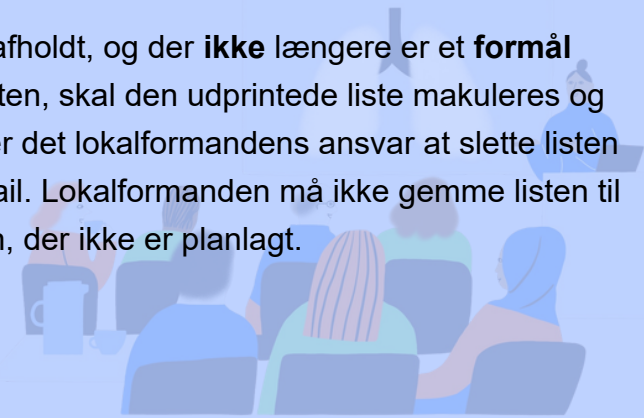 afholdt, og der ikke længere er et formål
ten, skal den udprintede liste makuleres og
er det lokalformandens ansvar at slette listen
ail. Lokalformanden må ikke gemme listen til
n, der ikke er planlagt.